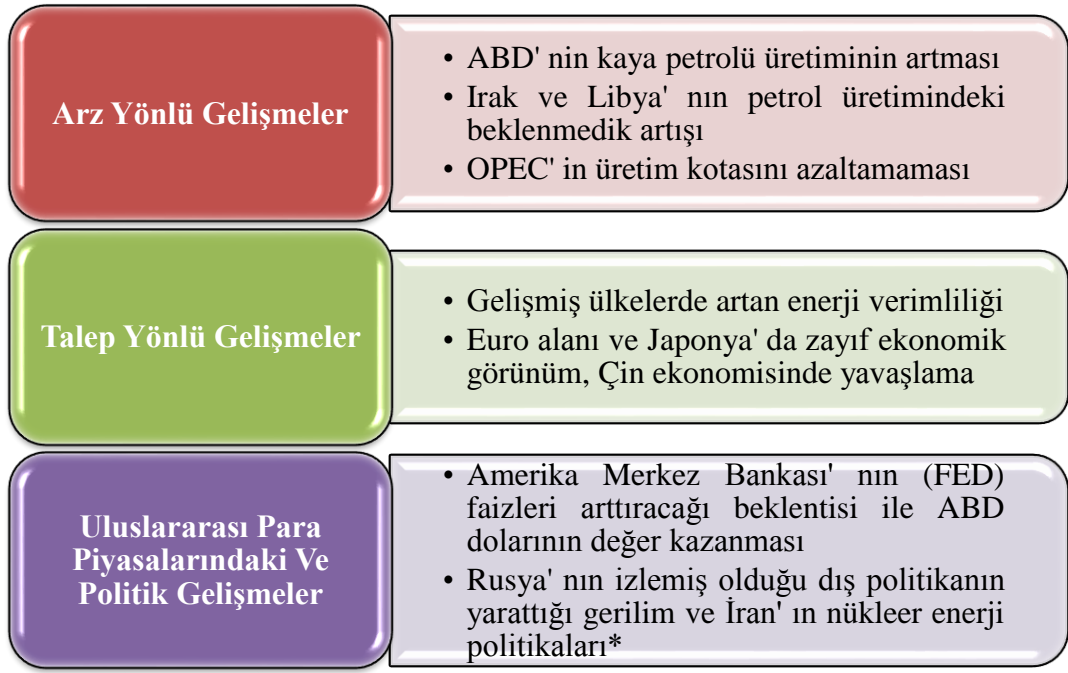 Arz Yönlü Gelişmeler
• ABD' nin kaya petrolü üretiminin artması
• Irak ve Libya' nın petrol üretimindeki
beklenmedik artışı
• OPEC' in üretim kotasını azaltamaması
Talep Yönlü Gelişmeler
• Gelişmiş ülkelerde artan enerji verimliliği
• Euro alanı ve Japonya' da zayıf ekonomik
görünüm, Çin ekonomisinde yavaşlama
Uluslararası Para
Piyasalarındaki Ve
Politik Gelişmeler
• Amerika Merkez Bankası' nın (FED)
faizleri arttıracağı beklentisi ile ABD
dolarının değer kazanması
• Rusya' nın izlemiş olduğu dış politikanın
yarattığı gerilim ve İran' ın nükleer enerji
politikaları*